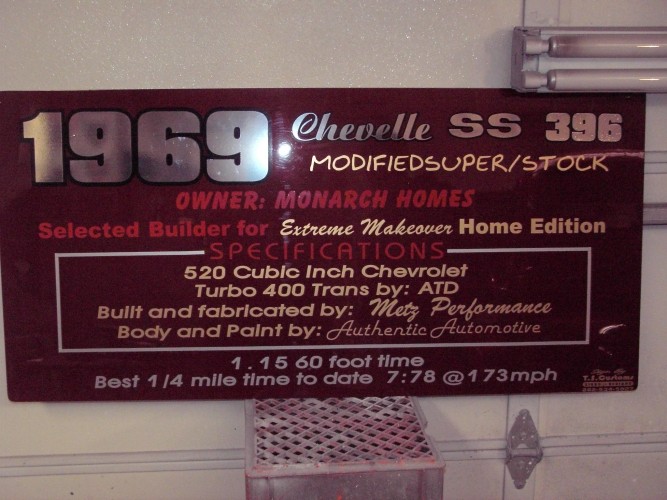 1969 Chevelle SS 396
MODIFIEDSUPER/STOCK
OWNER: MONARCH HOMES
Selected Builder for Extreme Makeover Home Edition
SPECIFICATIONS
520 Cubic Inch Chevrolet
Turbo 400 Trans by: ATD
Built and fabricated by: Metz Performance
Body and Paint by: Authentic Automotive
1.15 60 foot time
Best 1/4 mile time to date 7:78 @173mph
T.J. Customs